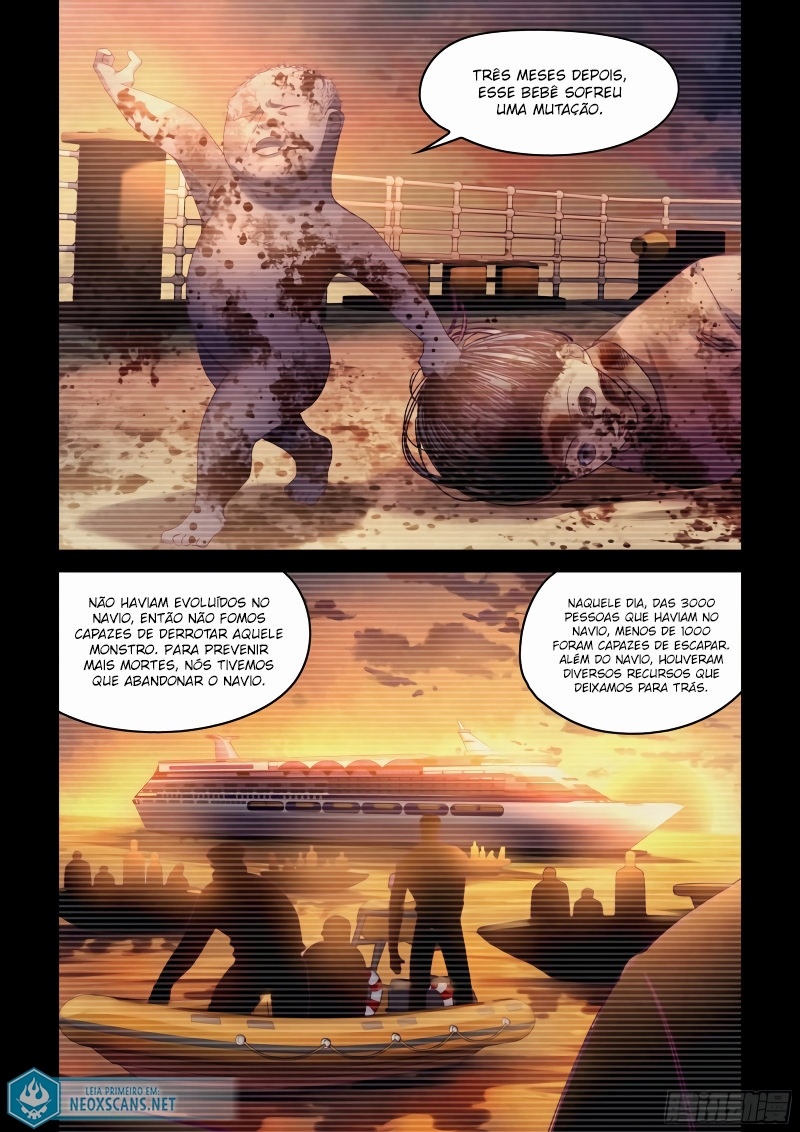 TRÊS MESES DEPOIS,
ESSE BEBÊ SOFREU
UMA MUTAÇÃO.
NÃO HAVIAM EVOLUÍDOS NO
NAVIO, ENTÃO NÃO FOMOS
CAPAZES DE DERROTAR AQUELE
MONSTRO. PARA PREVENIR
MAIS MORTES, NÓS TIVEMOS
QUE ABANDONAR O NAVIO.
NAQUELE DIA, DAS 3000
PESSOAS QUE HAVIAM NO
NAVIO, MENOS DE 1000
FORAM CAPAZES DE ESCAPAR.
ALÉM DO NAVIO, HOUVERAM
DIVERSOS RECURSOS QUE
DEIXAMOS PARA TRÁS.
LEIA PRIMEIRO EM:
NEOXSCANS.NET